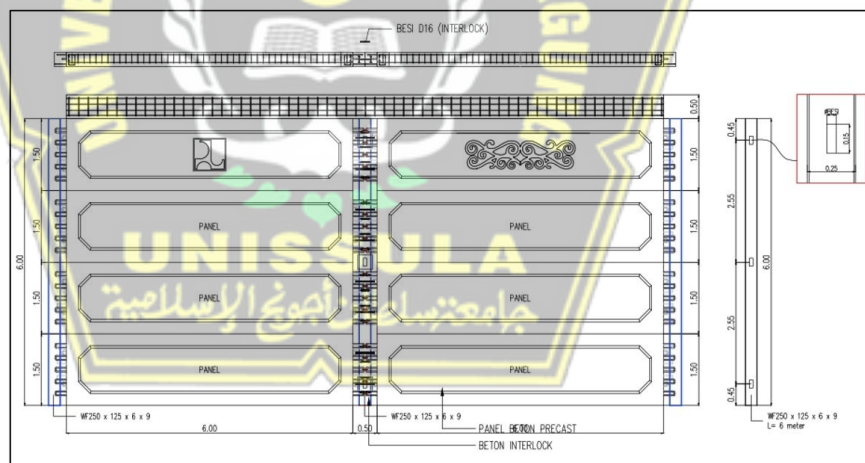 BESI D16 (INTERLOCK)
0.50
1.50
PANEL
PANEL
1.50
PANEL
PANEL
1.50
PANEL
PANEL
1.50
6.00
UNISSULA
جامعتسلطان أجونج الإسلامية
WF250 x 125 x 6 x 9
WF250 x 125 x 6 x 9
6.00
0.50
PANEL BETON PRECAST
BETON INTERLOCK
0.45
2.55
2.55
0.45
6.00
WF250 x 125 x 6 x 9
L= 6 meter
BESI
0.15
0.25